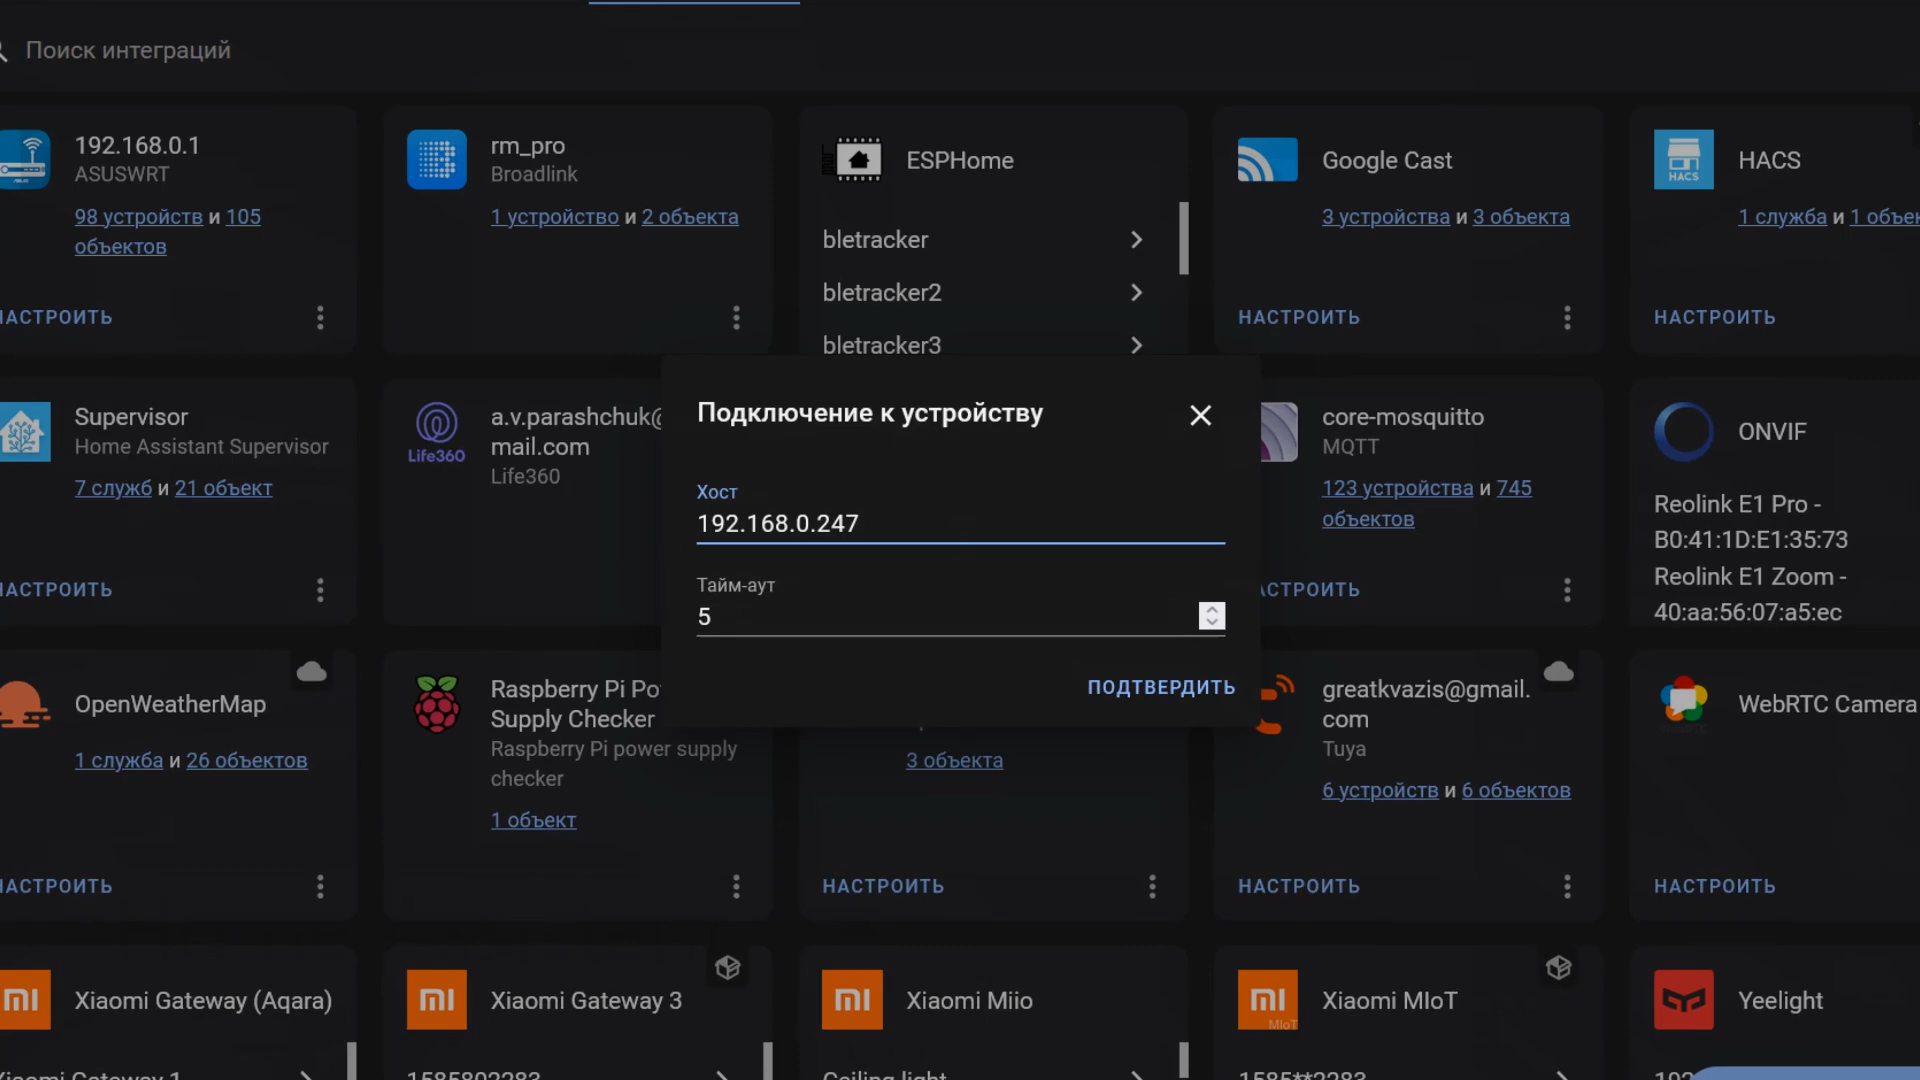 Поиск интеграций
192.168.0.1
ASUSWRT
98 устройств и 105
объектов
rm_pro
Broadlink
1 устройство и 2 объекта
ESPHome
bletracker
bletracker2
bletracker3
Google Cast
3 устройства и 3 объекта
НАСТРОИТЬ
HACS
HACS
1 служба и 1
НАСТРОИТЬ
Supervisor
Home Assistant Supervisor
7 служб и 21 объект
Life360
a.v.parashchuk@
mail.com
Life360
Подключение к устройству
Хост
192.168.0.247
Тайм-аут
5
ПОДТВЕРДИТЬ
core-mosquitto
MQTT
123 устройства и 745
объектов
ONVIF
Reolink E1 Pro -
B0:41:1D:E1:35:73
Reolink E1 Zoom -
40:aa:56:07:a5:ec
OpenWeatherMap
1 служба и 26 объектов
Raspberry Pi
Supply Checker
Raspberry Pi power supply
checker
1 объект
3 объекта
НАСТРОИТЬ
greatkvazis@gmail.
com
Tuya
6 устройств и 6 объектов
НАСТРОИТЬ
WebRTC Camera
НАСТРОИТЬ
Xiaomi Gateway (Aqara)
Xiaomi Gateway 3
Xiaomi Miio
MIoT
Xiaomi MIoT
Yeelight